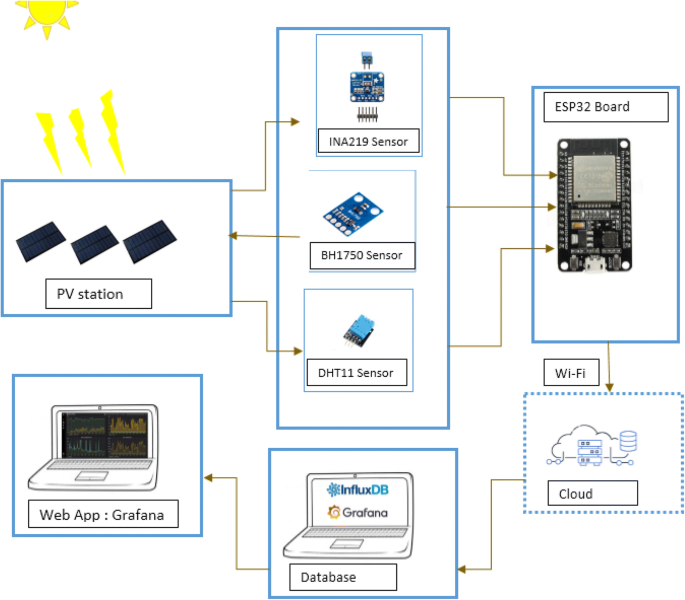 INA219 Sensor
ESP32 Board
BH1750 Sensor
PV station
DHT11 Sensor
Wi-Fi
Cloud
InfluxDB
Grafana
Database
Web App : Grafana